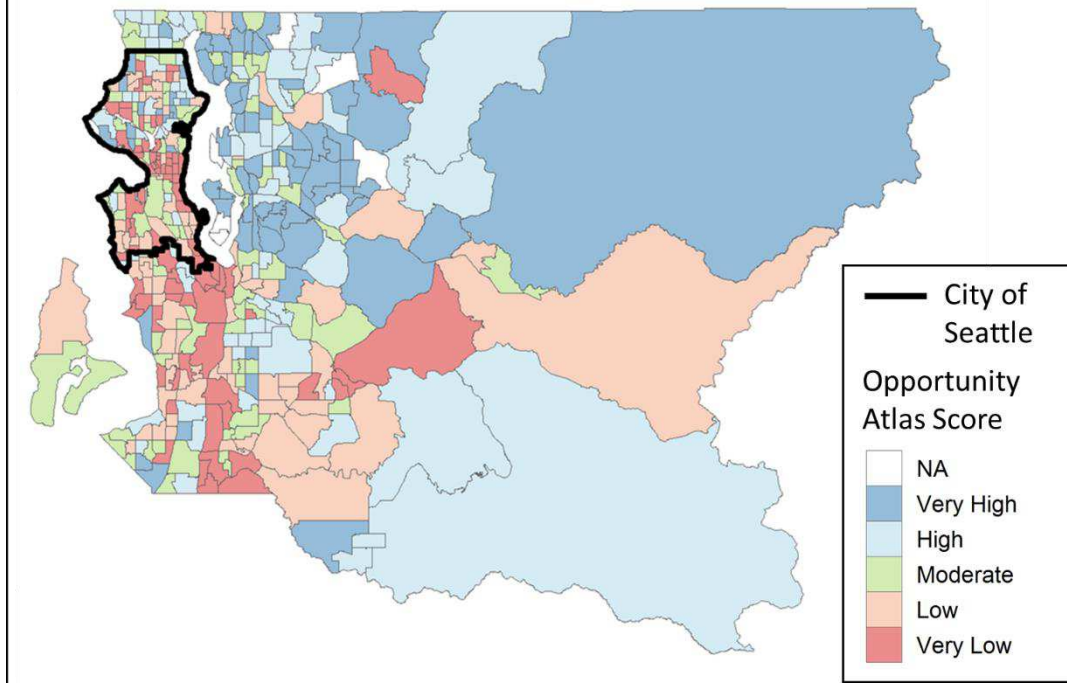 City of
Seattle
Opportunity
Atlas Score
NA
Very High
High
Moderate
Low
Very Low